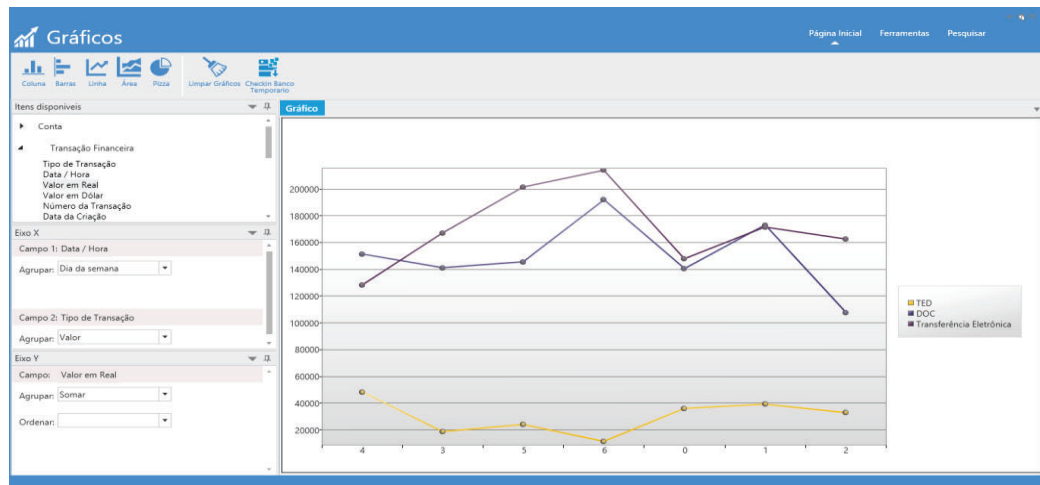 Gráficos
Página Inicial Ferramentas Pesquisar
Coluna Barras Linha Área Pizza Limpar Gráficos Checkin Banco
Temporario
Itens disponiveis
Conta
Transação Financeira
Tipo de Transação
Data / Hora
Valor em Real
Valor em Dólar
Número da Transação
Data da Criação
Eixo X
Campo 1: Data / Hora
Agrupar: Dia da semana
Campo 2: Tipo de Transação
Agrupar: Valor
Eixo Y
Campo: Valor em Real
Agrupar: Somar
Ordenar:
Gráfico
200000
180000
160000
140000
120000
100000
80000
60000
40000
20000
4 3 5 6 0 1 2
TED
DOC
Transferência Eletrônica